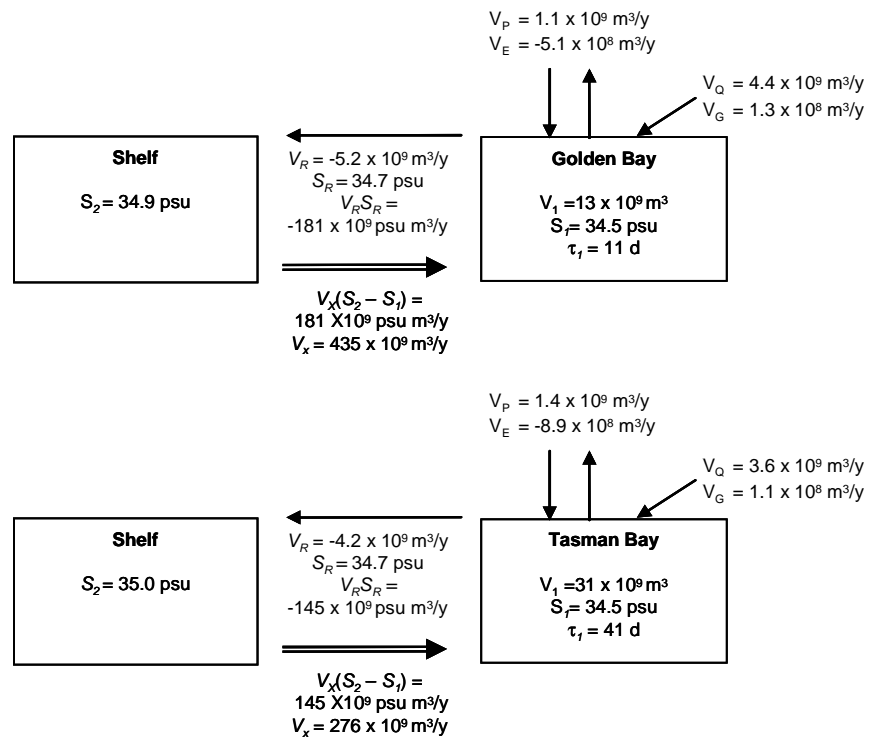 V_P = 1.1 x 10⁹ m³/y
V_E = -5.1 x 10⁸ m³/y
V_Q = 4.4 x 10⁹ m³/y
V_G = 1.3 x 10⁸ m³/y
Shelf
S₂ = 34.9 psu
V_R = -5.2 x 10⁹ m³/y
S_R = 34.7 psu
V_RS_R =
-181 x 10⁹ psu m³/y
Golden Bay
V₁ =13 x 10⁹ m³
S₁= 34.5 psu
τ₁ = 11 d
V_X(S₂ – S₁) =
181 X10⁹ psu m³/y
V_x = 435 x 10⁹ m³/y
V_P = 1.4 x 10⁹ m³/y
V_E = -8.9 x 10⁸ m³/y
V_Q = 3.6 x 10⁹ m³/y
V_G = 1.1 x 10⁸ m³/y
Shelf
S₂ = 35.0 psu
V_R = -4.2 x 10⁹ m³/y
S_R = 34.7 psu
V_RS_R =
-145 x 10⁹ psu m³/y
Tasman Bay
V₁ =31 x 10⁹ m³
S₁= 34.5 psu
τ₁ = 41 d
V_X(S₂ – S₁) =
145 X10⁹ psu m³/y
V_x = 276 x 10⁹ m³/y